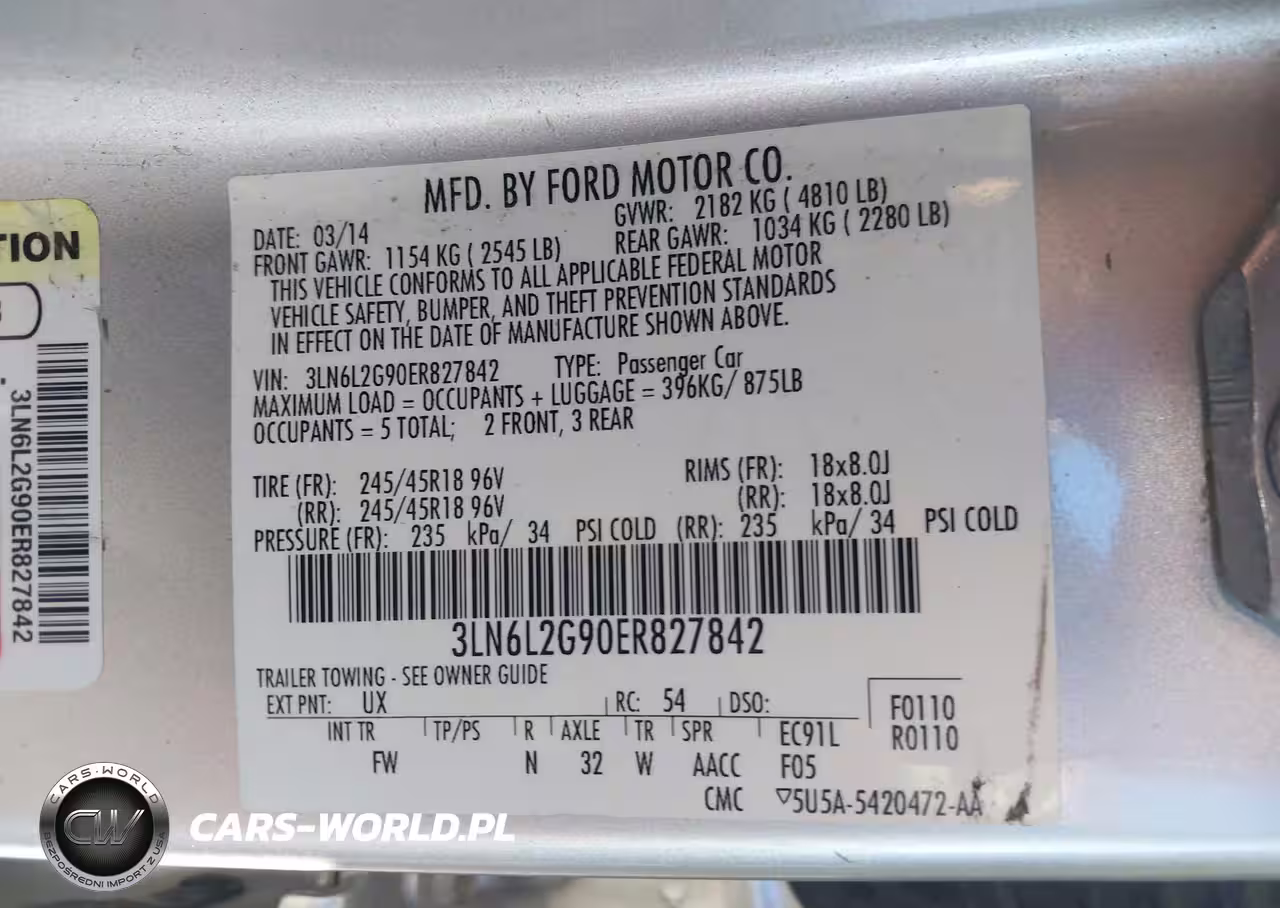 MFD. BY FORD MOTOR CO.
DATE: 03/14 GVWR: 2182 KG ( 4810 LB)
FRONT GAWR: 1154 KG ( 2545 LB) REAR GAWR: 1034 KG ( 2280 LB)
THIS VEHICLE CONFORMS TO ALL APPLICABLE FEDERAL MOTOR
VEHICLE SAFETY, BUMPER, AND THEFT PREVENTION STANDARDS
IN EFFECT ON THE DATE OF MANUFACTURE SHOWN ABOVE.
VIN: 3LN6L2G90ER827842 TYPE: Passenger Car
MAXIMUM LOAD = OCCUPANTS + LUGGAGE = 396KG/ 875LB
OCCUPANTS = 5 TOTAL; 2 FRONT, 3 REAR
TIRE (FR): 245/45R18 96V RIMS (FR): 18x8.0J
(RR): 245/45R18 96V (RR): 18x8.0J
PRESSURE (FR): 235 kPa/ 34 PSI COLD (RR): 235 kPa/ 34 PSI COLD
3LN6L2G90ER827842
TRAILER TOWING - SEE OWNER GUIDE
EXT PNT: UX RC: 54 DSO: F0110
INT TR TP/PS R AXLE TR SPR EC91L R0110
FW N 32 W AACC F05
CMC ▽5U5A-5420472-AA
TION
3LN6L2G90ER827842
CARS-WORLD
CW
BEZPOŚREDNI IMPORT Z USA
CARS-WORLD.PL